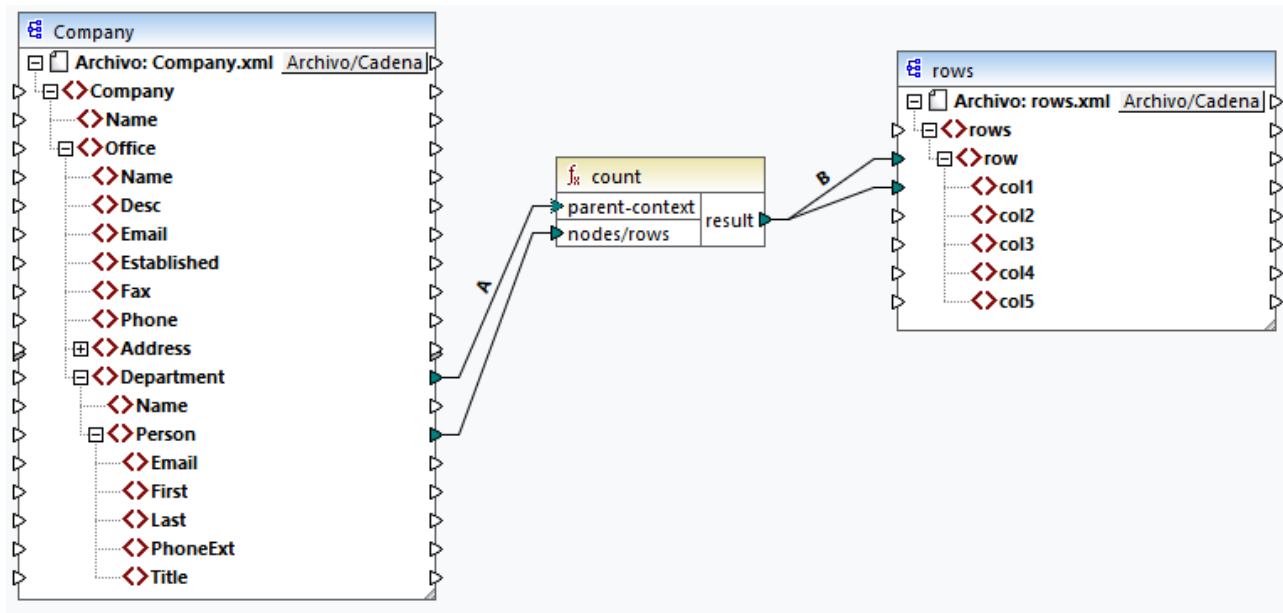 Company
Archivo: Company.xml Archivo/Cadena
Company
Name
Office
Name
Desc
Email
Established
Fax
Phone
Address
Department
Name
Person
Email
First
Last
PhoneExt
Title
A
fx count
parent-context
nodes/rows
result
B
rows
Archivo: rows.xml Archivo/Cadena
rows
row
col1
col2
col3
col4
col5